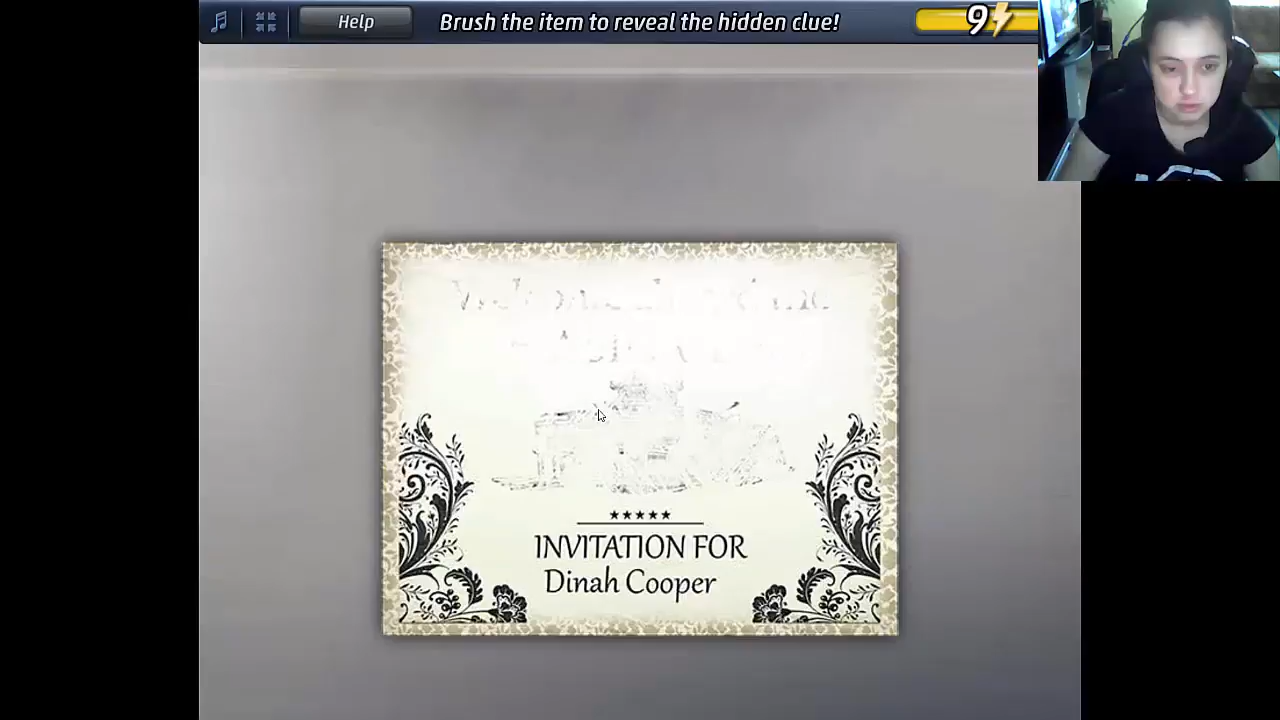 Help
Brush the item to reveal the hidden clue!
9
★★★★★
INVITATION FOR
Dinah Cooper